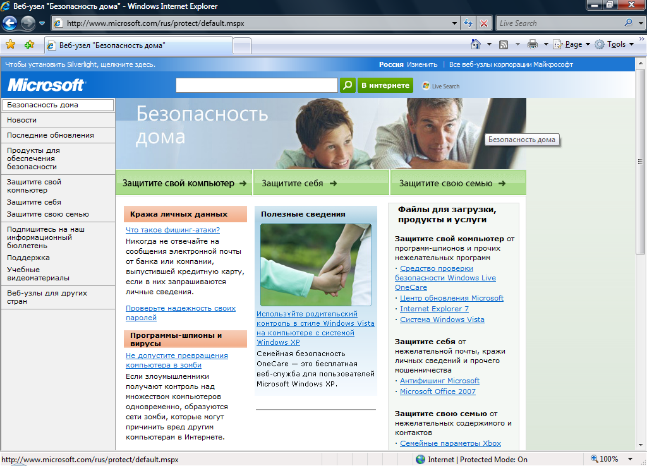 Веб-узел "Безопасность дома" - Windows Internet Explorer
http://www.microsoft.com/rus/protect/default.mspx
Live Search
Веб-узел "Безопасность дома"
Page
Tools
Чтобы установить Silverlight, щелкните здесь.
Россия Изменить | Все веб-узлы корпорации Майкрософт
Microsoft
В интернете
Live Search
Безопасность дома
Новости
Последние обновления
Продукты для
обеспечения
безопасности
Защитите свой
компьютер
Защитите себя
Защитите свою семью
Подпишитесь на наш
информационный
бюллетень
Поддержка
Учебные
видеоматериалы
Веб-узлы для других
стран
Безопасность
дома
Безопасность дома
Защитите свой компьютер →
Защитите себя →
Защитите свою семью →
Кража личных данных
Что такое фишинг-атаки?
Никогда не отвечайте на
сообщения электронной почты
от банка или компании,
выпустившей кредитную карту,
если в них запрашиваются
личные сведения.
Проверьте надежность своих
паролей
Программы-шпионы и
вирусы
Не допустите превращения
компьютера в зомби
Если злоумышленники
получают контроль над
множеством компьютеров
одновременно, образуются
сети зомби, которые могут
причинить вред другим
компьютерам в Интернете.
Полезные сведения
Используйте родительский
контроль в стиле Windows Vista
на компьютере с системой
Windows XP
Семейная безопасность
OneCare — это бесплатная
веб-служба для пользователей
Microsoft Windows XP.
Файлы для загрузки,
продукты и услуги
Защитите свой компьютер от
программ-шпионов и прочих
нежелательных программ
· Средство проверки
безопасности Windows Live
OneCare
· Центр обновления Microsoft
· Internet Explorer 7
· Система Windows Vista
Защитите себя от
нежелательной почты, кражи
личных сведений и прочего
мошенничества
· Антифишинг Microsoft
· Microsoft Office 2007
Защитите свою семью от
нежелательного содержимого и
контактов
· Семейные параметры Xbox
http://www.microsoft.com/rus/protect/default.mspx
Internet | Protected Mode: On
100%